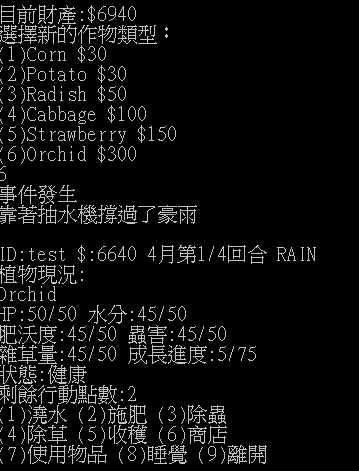 目前財產:$6940
選擇新的作物類型：
(1)Corn $30
(2)Potato $30
(3)Radish $50
(4)Cabbage $100
(5)Strawberry $150
(6)Orchid $300
6
事件發生
靠著抽水機撐過了豪雨
ID:test $:6640 4月第1/4回合 RAIN
植物現況:
Orchid
HP:50/50 水分:45/50
肥沃度:45/50 蟲害:45/50
雜草量:45/50 成長進度:5/75
狀態:健康
剩餘行動點數:2
(1)澆水 (2)施肥 (3)除蟲
(4)除草 (5)收穫 (6)商店
(7)使用物品 (8)睡覺 (9)離開